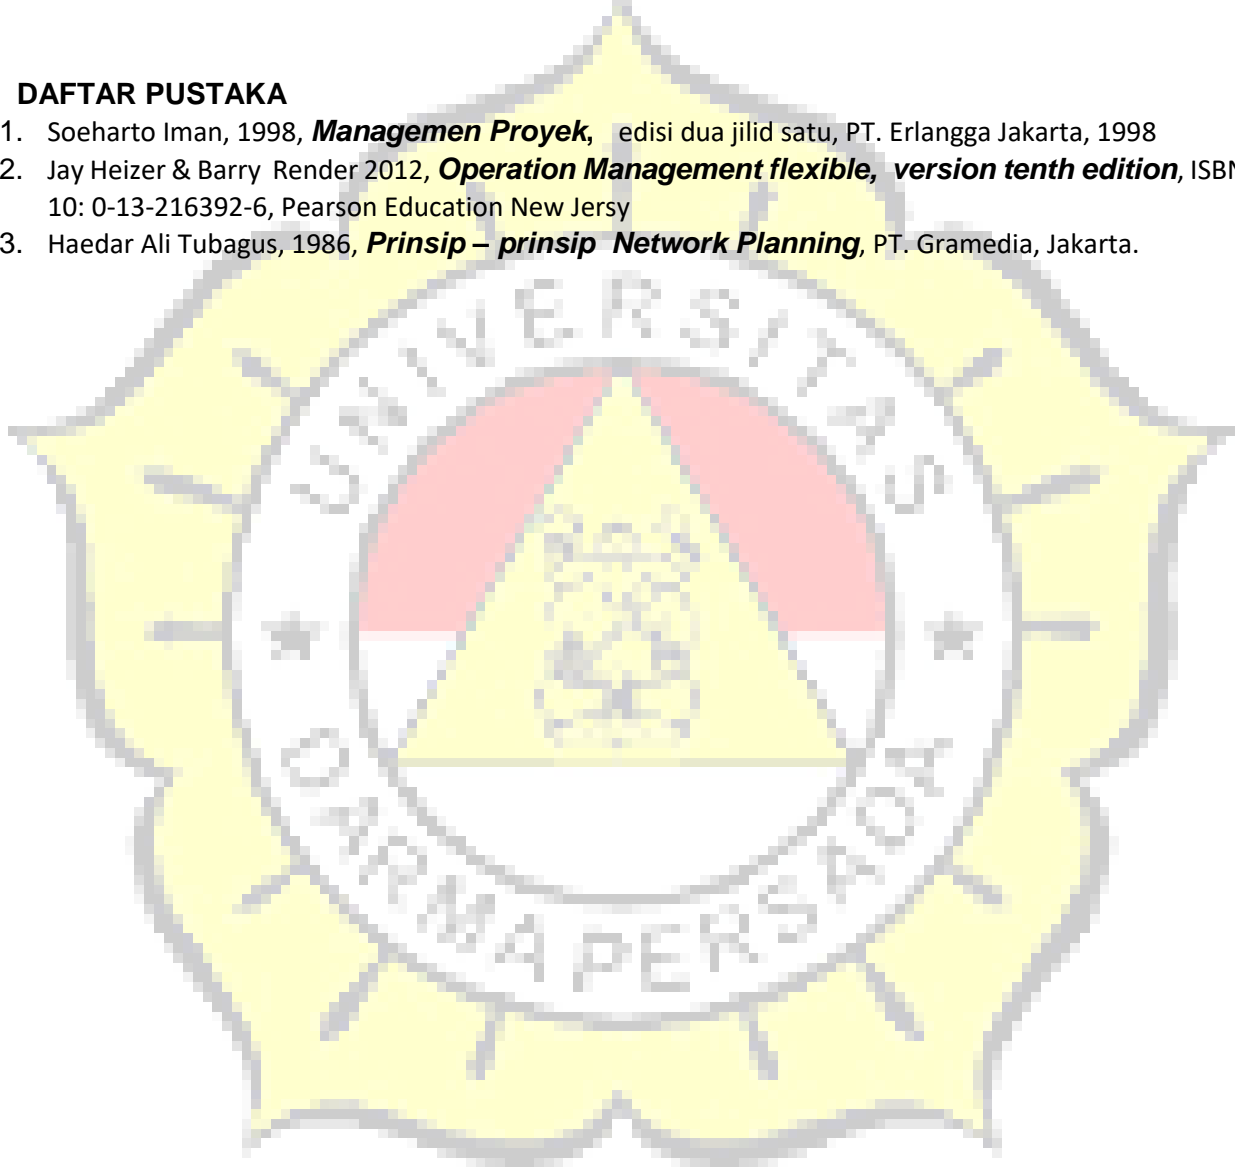 DAFTAR PUSTAKA
1. Soeharto Iman, 1998, Managemen Proyek, edisi dua jilid satu, PT. Erlangga Jakarta, 1998
2. Jay Heizer & Barry Render 2012, Operation Management flexible, version tenth edition, ISBN
10: 0-13-216392-6, Pearson Education New Jersy
3. Haedar Ali Tubagus, 1986, Prinsip – prinsip Network Planning, PT. Gramedia, Jakarta.
UNIVERSITAS
DARMA PERSADA